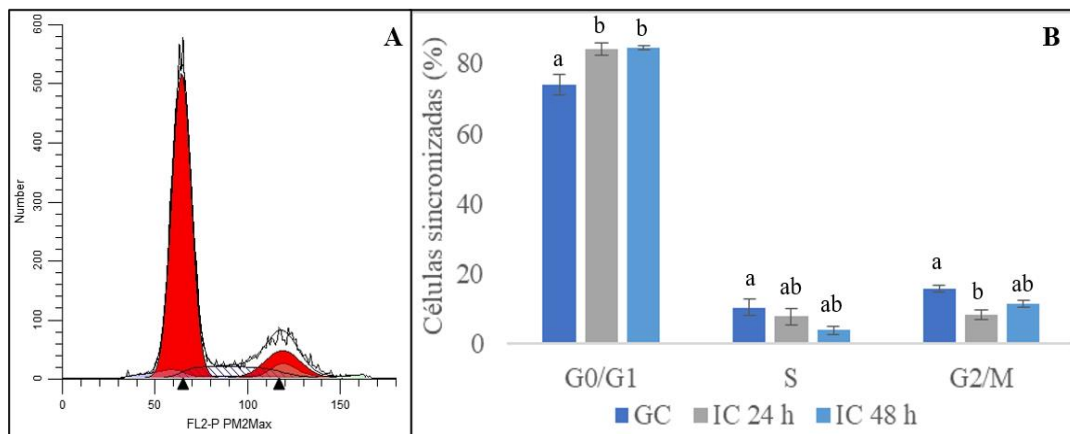 A
Number
600
500
400
300
200
100
0
0 50 100 150
FL2-P PM2Max
B
Células sincronizadas (%)
80
60
40
20
0
a b b
a ab ab
a b ab
G0/G1 S G2/M
GC IC 24 h IC 48 h